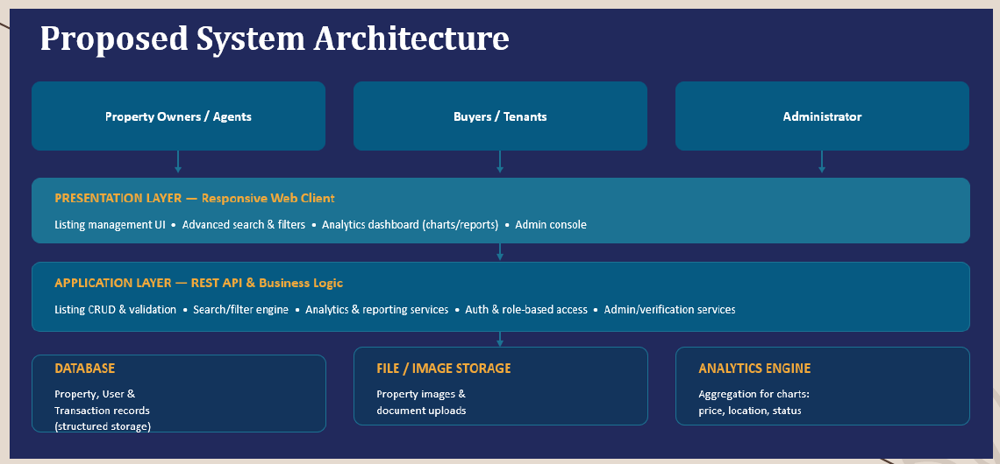 Proposed System Architecture
Property Owners / Agents
Buyers / Tenants
Administrator
PRESENTATION LAYER — Responsive Web Client
Listing management UI • Advanced search & filters • Analytics dashboard (charts/reports) • Admin console
APPLICATION LAYER — REST API & Business Logic
Listing CRUD & validation • Search/filter engine • Analytics & reporting services • Auth & role-based access • Admin/verification services
DATABASE
Property, User &
Transaction records
(structured storage)
FILE / IMAGE STORAGE
Property images &
document uploads
ANALYTICS ENGINE
Aggregation for charts:
price, location, status